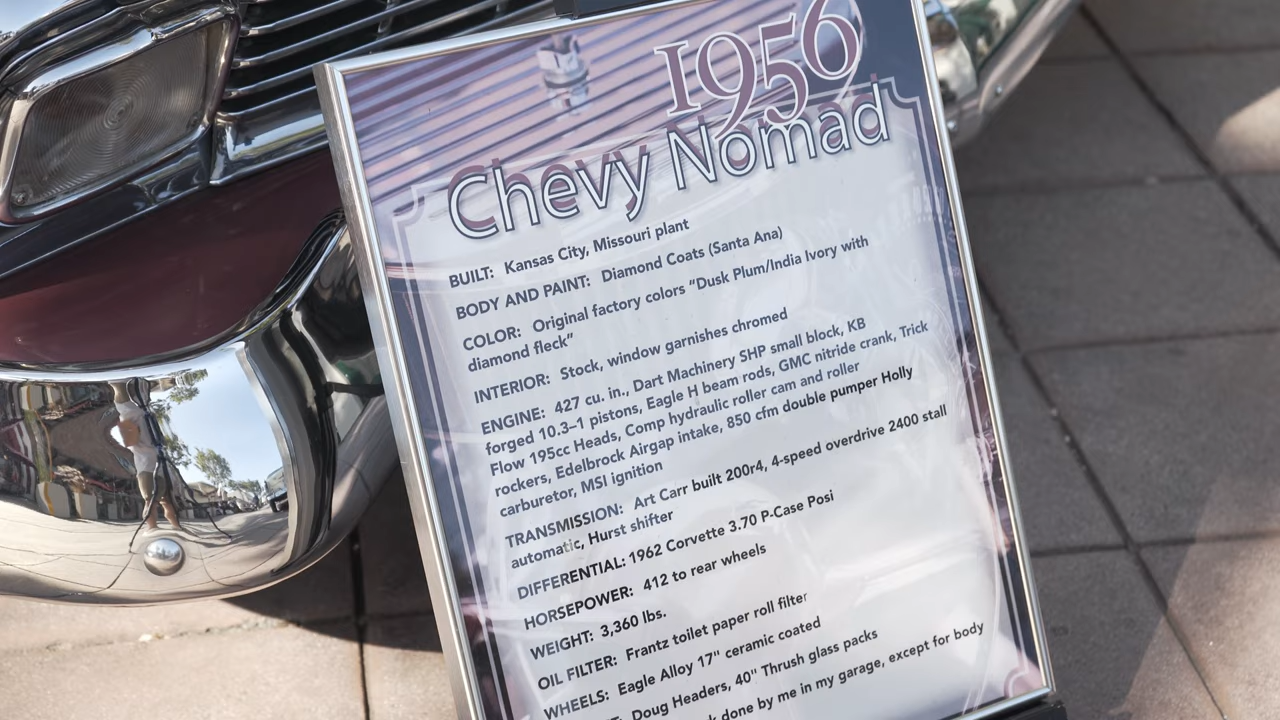 1956
Chevy Nomad
BUILT: Kansas City, Missouri plant
BODY AND PAINT: Diamond Coats (Santa Ana)
COLOR: Original factory colors "Dusk Plum/India Ivory with
diamond fleck"
INTERIOR: Stock, window garnishes chromed
ENGINE: 427 cu. in., Dart Machinery SHP small block, KB
forged 10.3–1 pistons, Eagle H beam rods, GMC nitride crank, Trick
Flow 195cc Heads, Comp hydraulic roller cam and roller
rockers, Edelbrock Airgap intake, 850 cfm double pumper Holly
carburetor, MSI ignition
TRANSMISSION: Art Carr built 200r4, 4-speed overdrive 2400 stall
automatic, Hurst shifter
DIFFERENTIAL: 1962 Corvette 3.70 P-Case Posi
HORSEPOWER: 412 to rear wheels
WEIGHT: 3,360 lbs.
OIL FILTER: Frantz toilet paper roll filter
WHEELS: Eagle Alloy 17" ceramic coated
Doug Headers, 40" Thrush glass packs
done by me in my garage, except for body